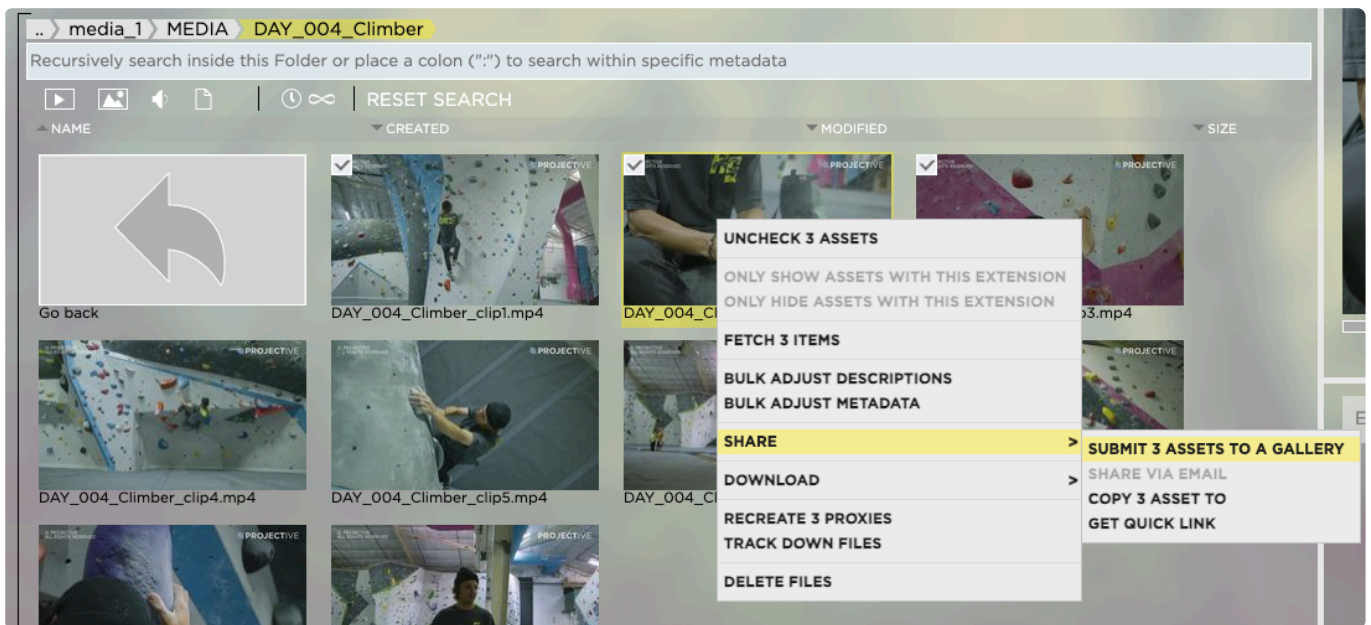 .. media_1 MEDIA DAY_004_Climber
Recursively search inside this Folder or place a colon (":") to search within specific metadata
RESET SEARCH
NAME CREATED MODIFIED SIZE
PROJECTIVE PROJECTIVE PROJECTIVE
Go back
DAY_004_Climber_clip1.mp4
DAY_004_Cl
p3.mp4
UNCHECK 3 ASSETS
ONLY SHOW ASSETS WITH THIS EXTENSION
ONLY HIDE ASSETS WITH THIS EXTENSION
FETCH 3 ITEMS
BULK ADJUST DESCRIPTIONS
BULK ADJUST METADATA
SHARE >
DOWNLOAD >
RECREATE 3 PROXIES
TRACK DOWN FILES
DELETE FILES
SUBMIT 3 ASSETS TO A GALLERY
SHARE VIA EMAIL
COPY 3 ASSET TO
GET QUICK LINK
PROJECTIVE PROJECTIVE PROJECTIVE
DAY_004_Climber_clip4.mp4
DAY_004_Climber_clip5.mp4
DAY_004_Cl
E
PROJECTIVE PROJECTIVE